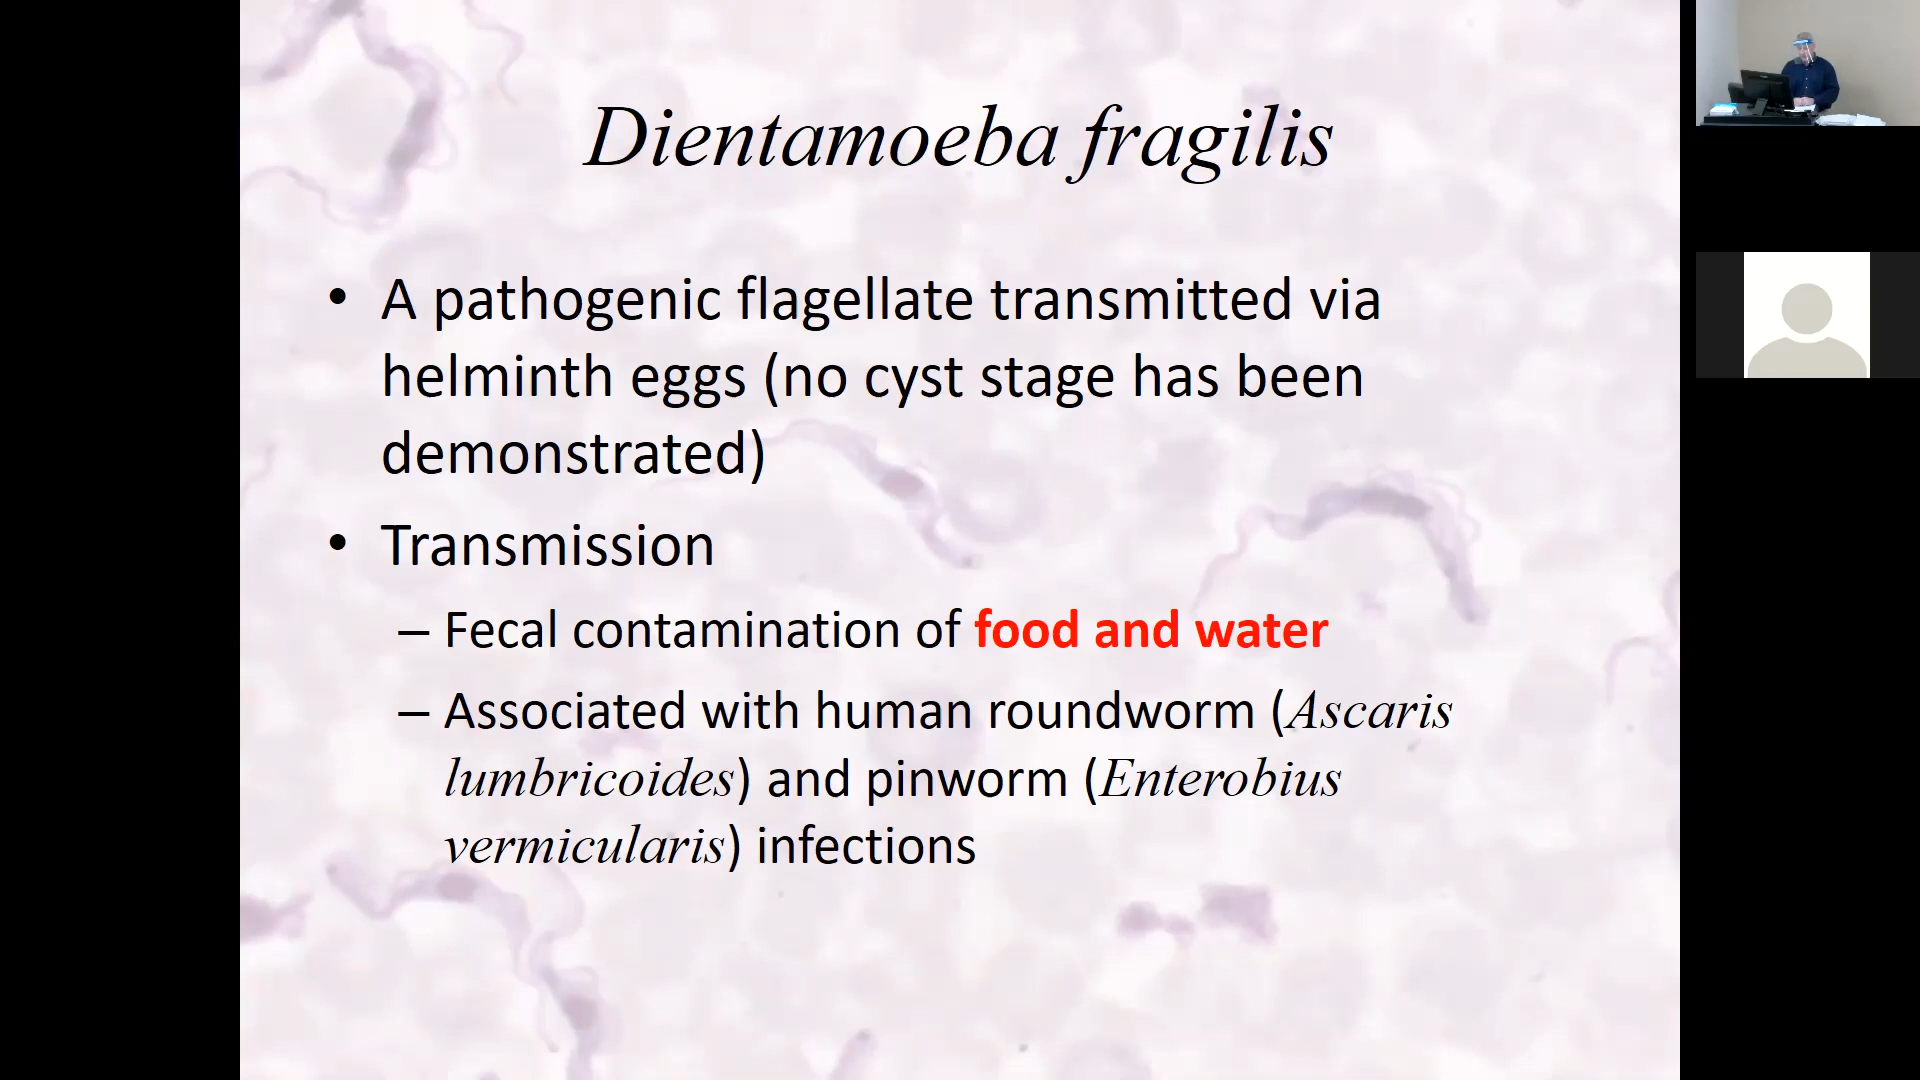 Dientamoeba fragilis
• A pathogenic flagellate transmitted via
helminth eggs (no cyst stage has been
demonstrated)
• Transmission
– Fecal contamination of food and water
– Associated with human roundworm (Ascaris
lumbricoides) and pinworm (Enterobius
vermicularis) infections